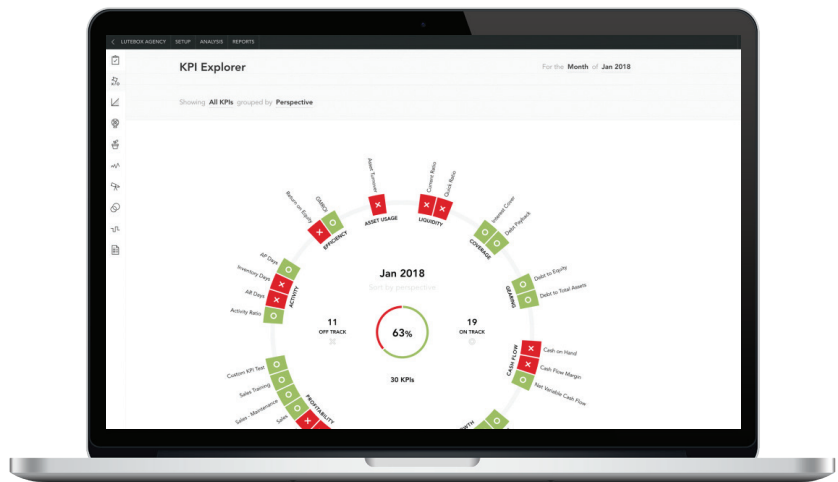 LUTEBOX AGENCY SETUP ANALYSIS REPORTS
KPI Explorer
For the Month of Jan 2018
Showing All KPIs grouped by Perspective
Asset Turnover
ASSET USAGE
Current Ratio
Quick Ratio
LIQUIDITY
Return on Equity
GMROI
EFFICIENCY
Interest Cover
Debt Payback
COVERAGE
AP Days
Inventory Days
AR Days
Activity Ratio
ACTIVITY
Debt to Equity
Debt to Total Assets
GEARING
Jan 2018
Sort by perspective
11
OFF TRACK
63%
19
ON TRACK
30 KPIs
Cash on Hand
Cash Flow Margin
Net Variable Cash Flow
CASH FLOW
Custom KPI Test
Sales Training
Sales - Maintenance
Sales
PROFITABILITY